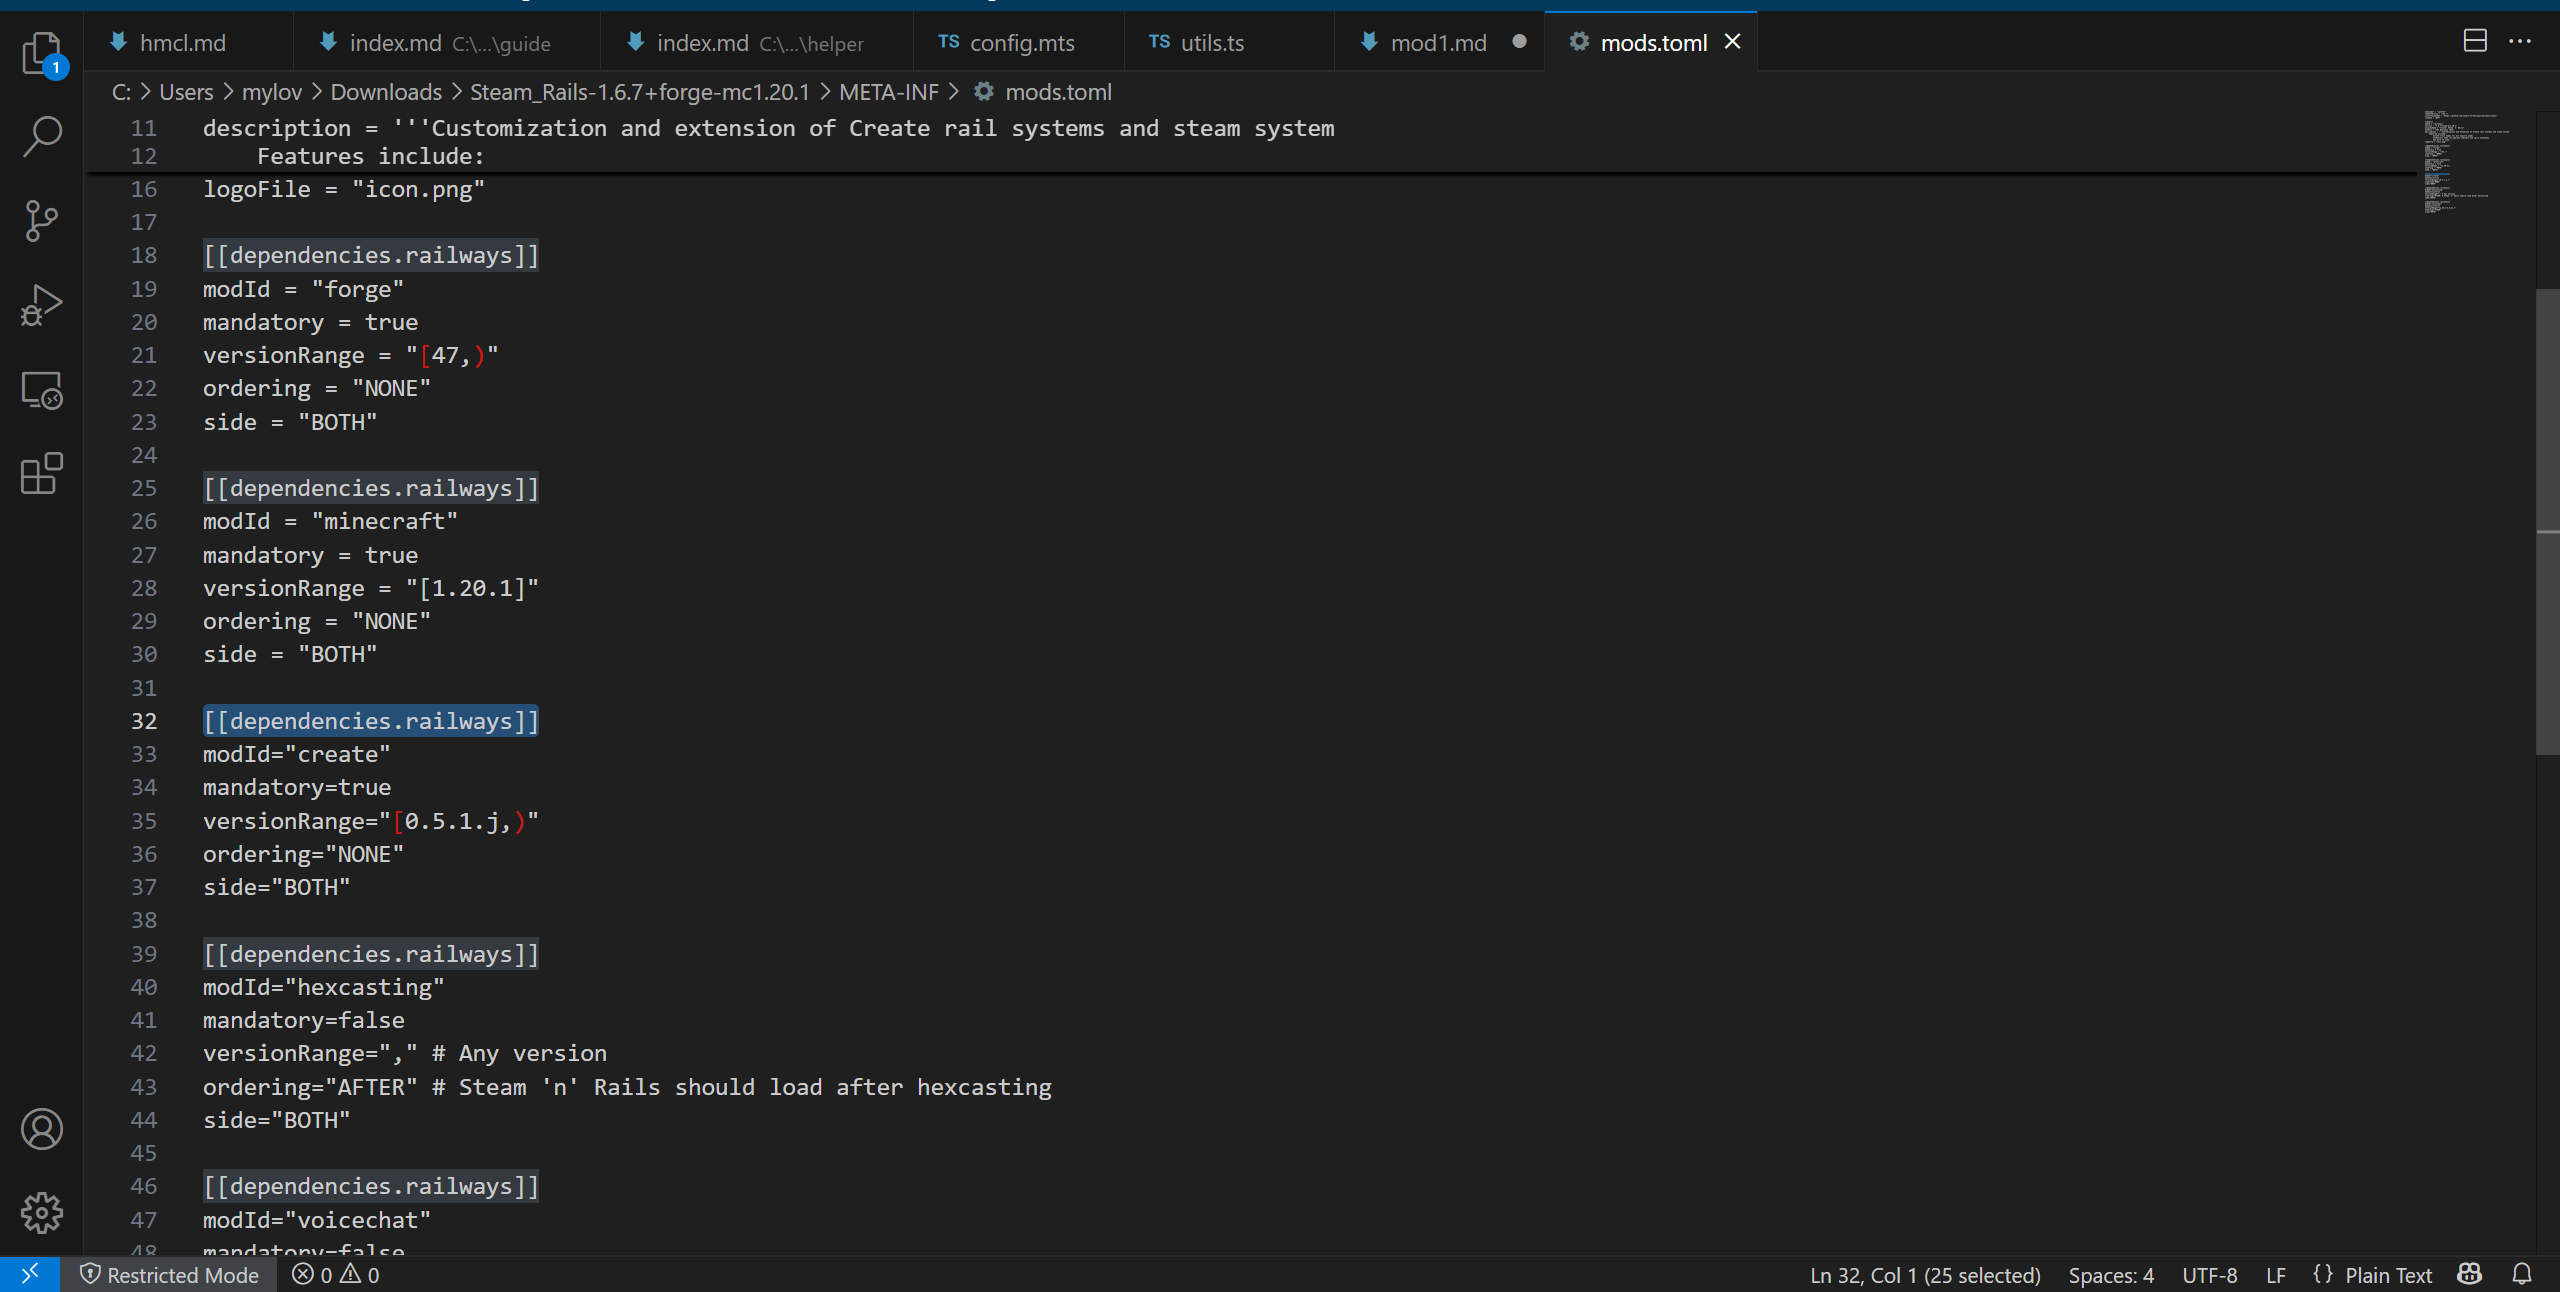 hmcl.md
index.md C:\...\guide
index.md C:\...\helper
TS config.mts
TS utils.ts
mod1.md
mods.toml
1
C: > Users > mylov > Downloads > Steam_Rails-1.6.7+forge-mc1.20.1 > META-INF > mods.toml
11 description = '''Customization and extension of Create rail systems and steam system
12 Features include:
16 logoFile = "icon.png"
17
18 [[dependencies.railways]]
19 modId = "forge"
20 mandatory = true
21 versionRange = "[47,)"
22 ordering = "NONE"
23 side = "BOTH"
24
25 [[dependencies.railways]]
26 modId = "minecraft"
27 mandatory = true
28 versionRange = "[1.20.1]"
29 ordering = "NONE"
30 side = "BOTH"
31
32 [[dependencies.railways]]
33 modId="create"
34 mandatory=true
35 versionRange="[0.5.1.j,)"
36 ordering="NONE"
37 side="BOTH"
38
39 [[dependencies.railways]]
40 modId="hexcasting"
41 mandatory=false
42 versionRange="," # Any version
43 ordering="AFTER" # Steam 'n' Rails should load after hexcasting
44 side="BOTH"
45
46 [[dependencies.railways]]
47 modId="voicechat"
48 mandatory=false
Restricted Mode
0 0
Ln 32, Col 1 (25 selected)
Spaces: 4
UTF-8
LF
{} Plain Text